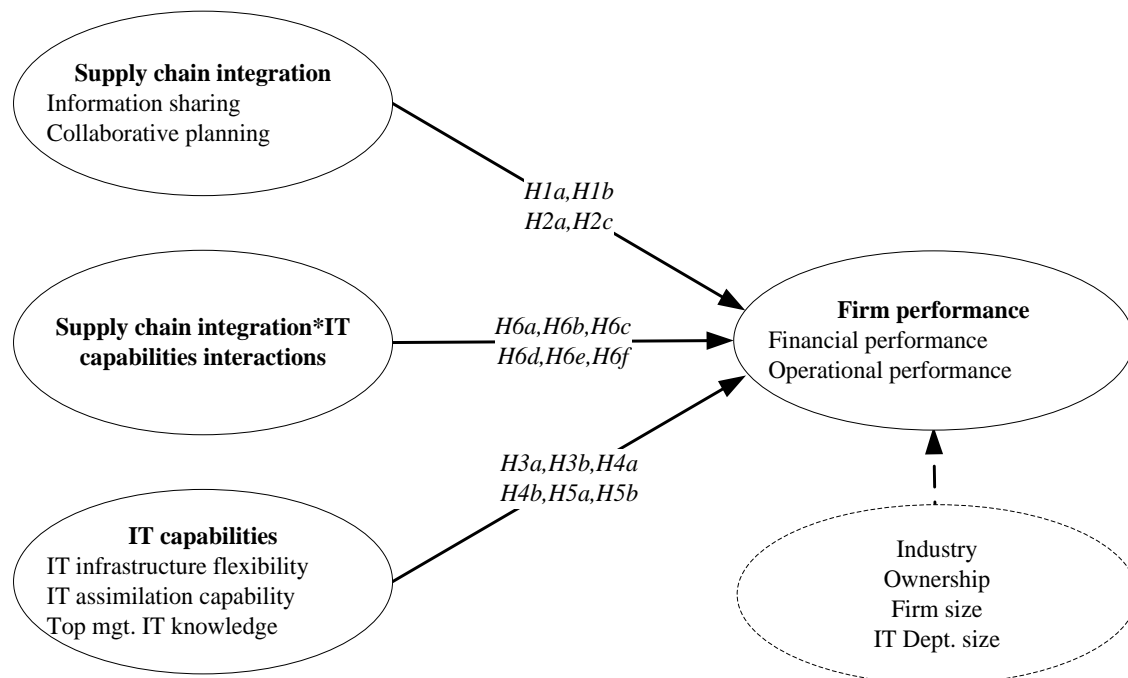 Supply chain integration
Information sharing
Collaborative planning
H1a,H1b
H2a,H2c
Supply chain integration*IT
capabilities interactions
H6a,H6b,H6c
H6d,H6e,H6f
Firm performance
Financial performance
Operational performance
H3a,H3b,H4a
H4b,H5a,H5b
IT capabilities
IT infrastructure flexibility
IT assimilation capability
Top mgt. IT knowledge
Industry
Ownership
Firm size
IT Dept. size